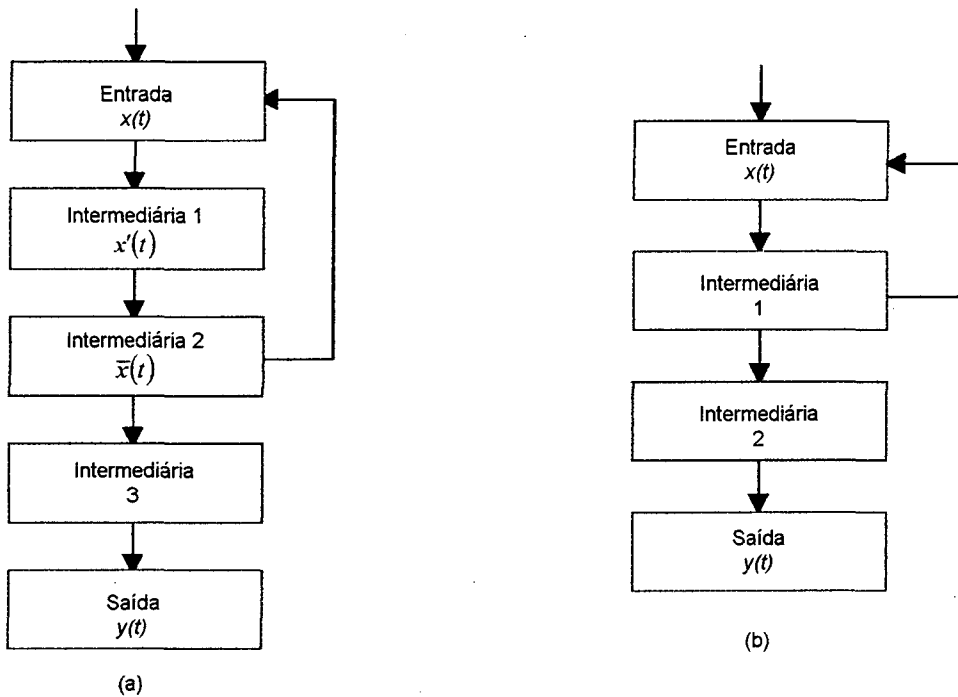 Entrada
x(t)
Intermediária 1
x′(t)
Intermediária 2
x̅(t)
Intermediária
3
Saída
y(t)
(a)
Entrada
x(t)
Intermediária
1
Intermediária
2
Saída
y(t)
(b)